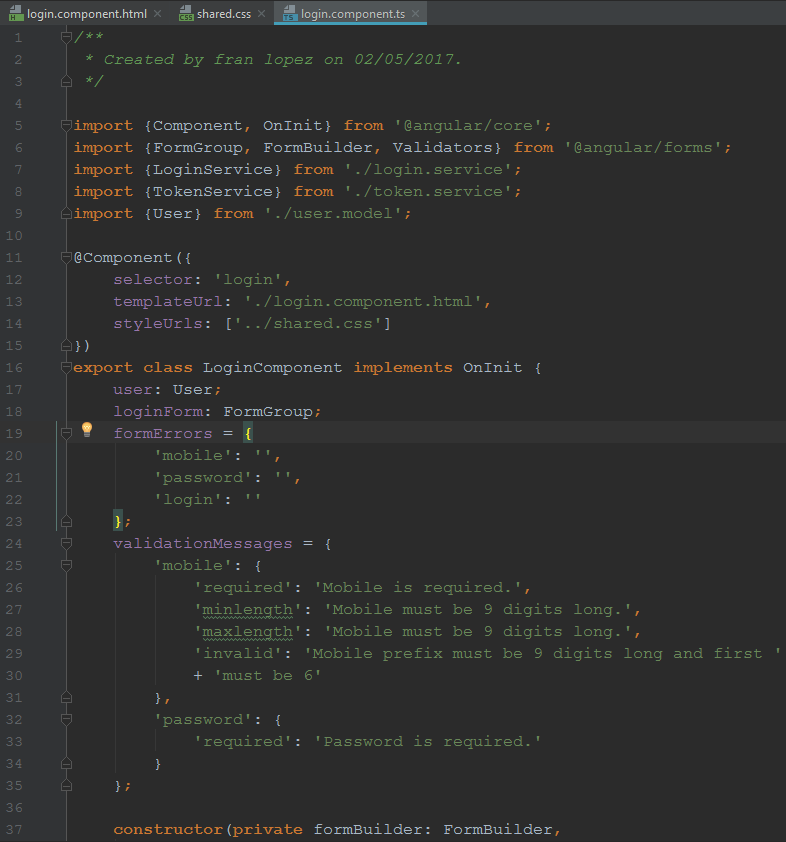 login.component.html
shared.css
login.component.ts
1 /**
2  * Created by fran lopez on 02/05/2017.
3  */
4
5 import {Component, OnInit} from '@angular/core';
6 import {FormGroup, FormBuilder, Validators} from '@angular/forms';
7 import {LoginService} from './login.service';
8 import {TokenService} from './token.service';
9 import {User} from './user.model';
10
11 @Component({
12     selector: 'login',
13     templateUrl: './login.component.html',
14     styleUrls: ['../shared.css']
15 })
16 export class LoginComponent implements OnInit {
17     user: User;
18     loginForm: FormGroup;
19     formErrors = {
20         'mobile': '',
21         'password': '',
22         'login': ''
23     };
24     validationMessages = {
25         'mobile': {
26             'required': 'Mobile is required.',
27             'minlength': 'Mobile must be 9 digits long.',
28             'maxlength': 'Mobile must be 9 digits long.',
29             'invalid': 'Mobile prefix must be 9 digits long and first '
30             + 'must be 6'
31         },
32         'password': {
33             'required': 'Password is required.'
34         }
35     };
36
37     constructor(private formBuilder: FormBuilder,